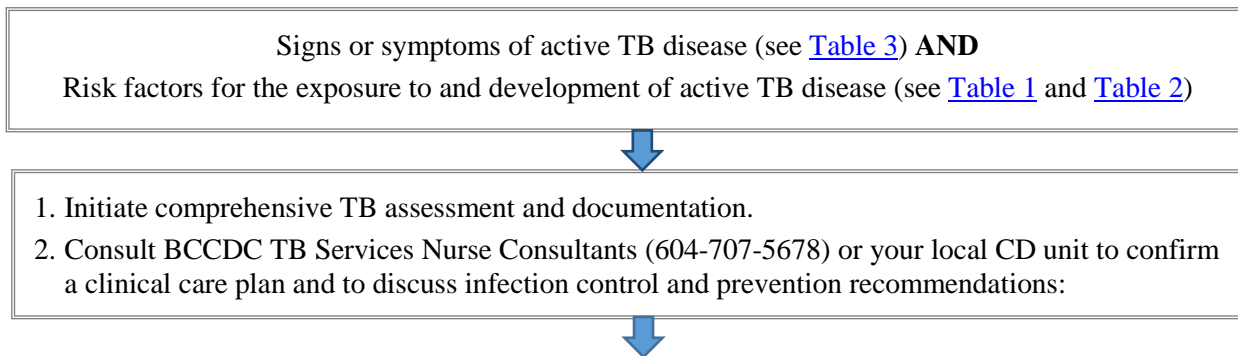 Signs or symptoms of active TB disease (see Table 3) AND
Risk factors for the exposure to and development of active TB disease (see Table 1 and Table 2)
1. Initiate comprehensive TB assessment and documentation.
2. Consult BCCDC TB Services Nurse Consultants (604-707-5678) or your local CD unit to confirm
a clinical care plan and to discuss infection control and prevention recommendations: